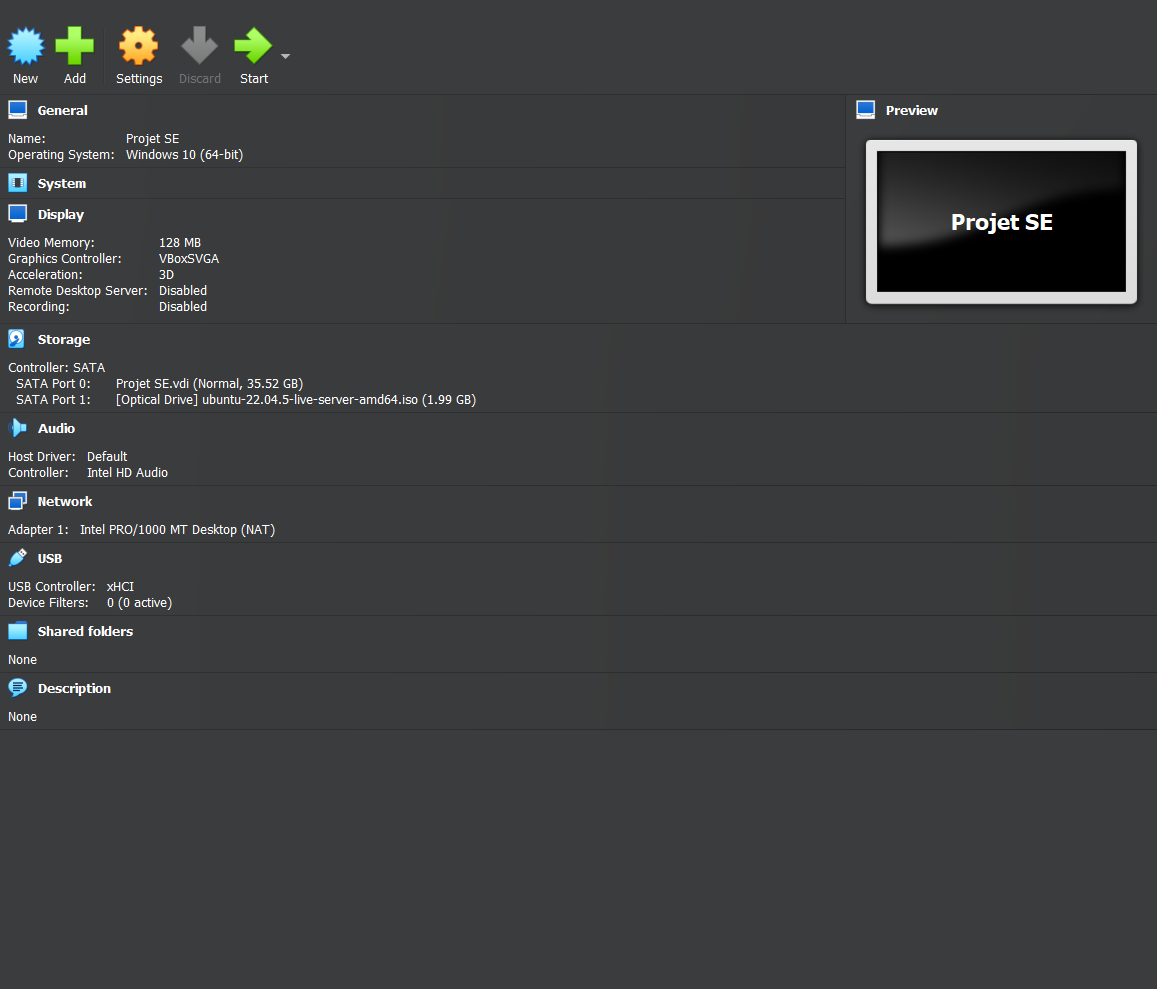 New Add Settings Discard Start
General
Name: Projet SE
Operating System: Windows 10 (64-bit)
System
Display
Video Memory: 128 MB
Graphics Controller: VBoxSVGA
Acceleration: 3D
Remote Desktop Server: Disabled
Recording: Disabled
Preview
Projet SE
Storage
Controller: SATA
SATA Port 0: Projet SE.vdi (Normal, 35.52 GB)
SATA Port 1: [Optical Drive] ubuntu-22.04.5-live-server-amd64.iso (1.99 GB)
Audio
Host Driver: Default
Controller: Intel HD Audio
Network
Adapter 1: Intel PRO/1000 MT Desktop (NAT)
USB
USB Controller: xHCI
Device Filters: 0 (0 active)
Shared folders
None
Description
None